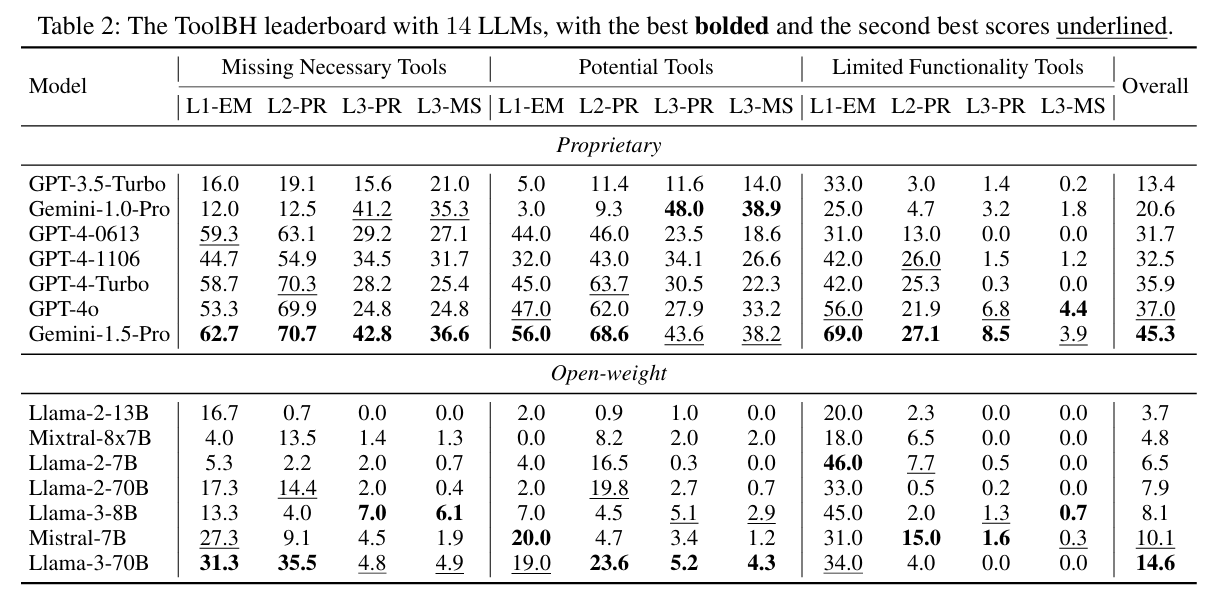 Table 2: The ToolBH leaderboard with 14 LLMs, with the best bolded and the second best scores underlined.
Model Missing Necessary Tools Potential Tools Limited Functionality Tools Overall
L1-EM L2-PR L3-PR L3-MS L1-EM L2-PR L3-PR L3-MS L1-EM L2-PR L3-PR L3-MS
Proprietary
GPT-3.5-Turbo 16.0 19.1 15.6 21.0 5.0 11.4 11.6 14.0 33.0 3.0 1.4 0.2 13.4
Gemini-1.0-Pro 12.0 12.5 41.2 35.3 3.0 9.3 48.0 38.9 25.0 4.7 3.2 1.8 20.6
GPT-4-0613 59.3 63.1 29.2 27.1 44.0 46.0 23.5 18.6 31.0 13.0 0.0 0.0 31.7
GPT-4-1106 44.7 54.9 34.5 31.7 32.0 43.0 34.1 26.6 42.0 26.0 1.5 1.2 32.5
GPT-4-Turbo 58.7 70.3 28.2 25.4 45.0 63.7 30.5 22.3 42.0 25.3 0.3 0.0 35.9
GPT-4o 53.3 69.9 24.8 24.8 47.0 62.0 27.9 33.2 56.0 21.9 6.8 4.4 37.0
Gemini-1.5-Pro 62.7 70.7 42.8 36.6 56.0 68.6 43.6 38.2 69.0 27.1 8.5 3.9 45.3
Open-weight
Llama-2-13B 16.7 0.7 0.0 0.0 2.0 0.9 1.0 0.0 20.0 2.3 0.0 0.0 3.7
Mixtral-8x7B 4.0 13.5 1.4 1.3 0.0 8.2 2.0 2.0 18.0 6.5 0.0 0.0 4.8
Llama-2-7B 5.3 2.2 2.0 0.7 4.0 16.5 0.3 0.0 46.0 7.7 0.5 0.0 6.5
Llama-2-70B 17.3 14.4 2.0 0.4 2.0 19.8 2.7 0.7 33.0 0.5 0.2 0.0 7.9
Llama-3-8B 13.3 4.0 7.0 6.1 7.0 4.5 5.1 2.9 45.0 2.0 1.3 0.7 8.1
Mistral-7B 27.3 9.1 4.5 1.9 20.0 4.7 3.4 1.2 31.0 15.0 1.6 0.3 10.1
Llama-3-70B 31.3 35.5 4.8 4.9 19.0 23.6 5.2 4.3 34.0 4.0 0.0 0.0 14.6